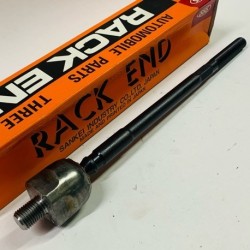 AUTOMOBILE PARTS
RACK EN
THREE
RACK END
SANKEI INDUSTRY CO., LTD. JAPAN